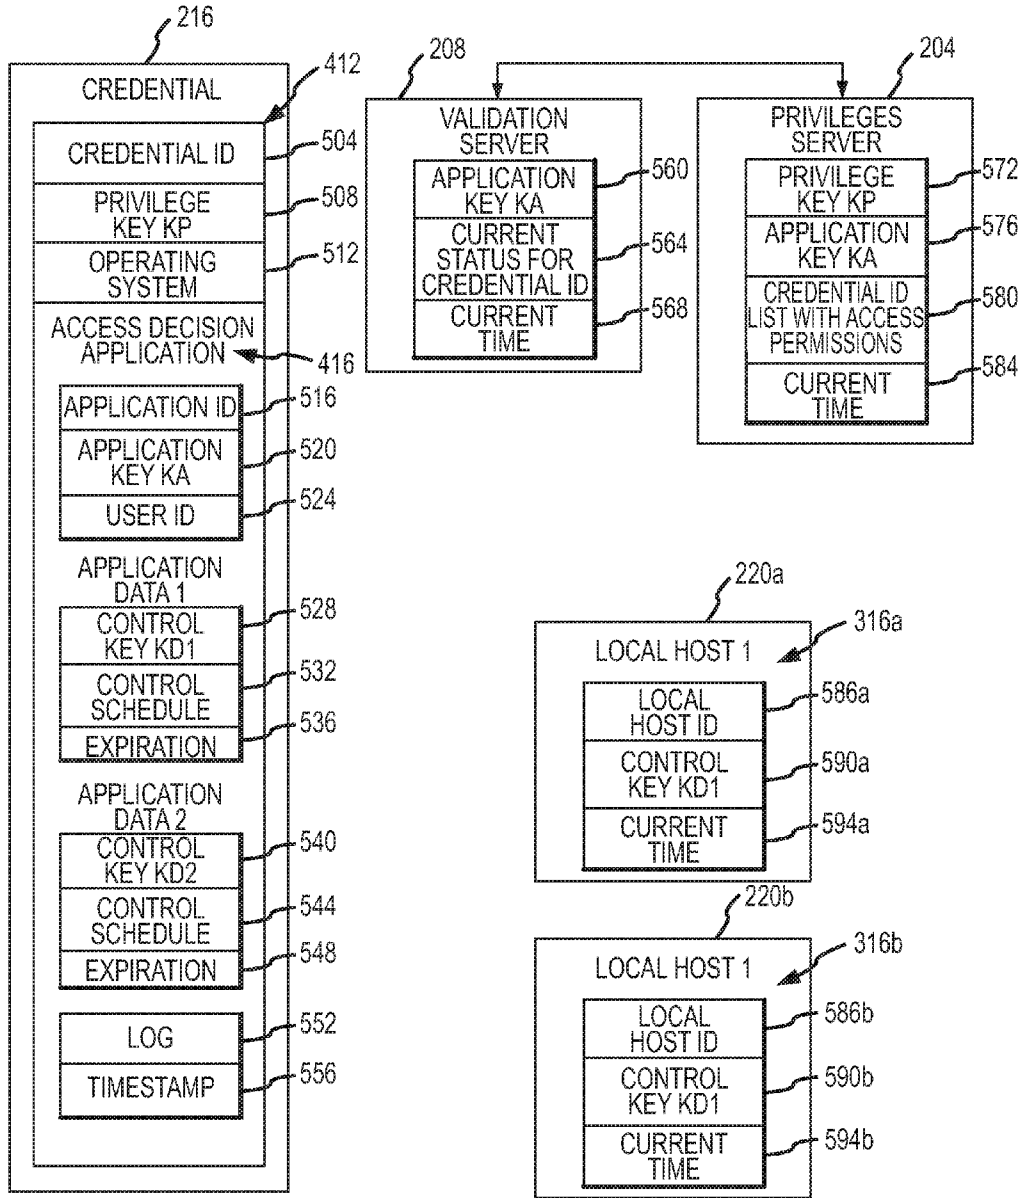 216
CREDENTIAL
412
CREDENTIAL ID
504
PRIVILEGE
KEY KP
508
OPERATING
SYSTEM
512
ACCESS DECISION
APPLICATION
416
APPLICATION ID
516
APPLICATION
KEY KA
520
USER ID
524
APPLICATION
DATA 1
CONTROL
KEY KD1
528
CONTROL
SCHEDULE
532
EXPIRATION
536
APPLICATION
DATA 2
CONTROL
KEY KD2
540
CONTROL
SCHEDULE
544
EXPIRATION
548
LOG
552
TIMESTAMP
556
208
VALIDATION
SERVER
APPLICATION
KEY KA
560
CURRENT
STATUS FOR
CREDENTIAL ID
564
CURRENT
TIME
568
204
PRIVILEGES
SERVER
PRIVILEGE
KEY KP
572
APPLICATION
KEY KA
576
CREDENTIAL ID
LIST WITH ACCESS
PERMISSIONS
580
CURRENT
TIME
584
220a
LOCAL HOST 1
316a
LOCAL
HOST ID
586a
CONTROL
KEY KD1
590a
CURRENT
TIME
594a
220b
LOCAL HOST 1
316b
LOCAL
HOST ID
586b
CONTROL
KEY KD1
590b
CURRENT
TIME
594b